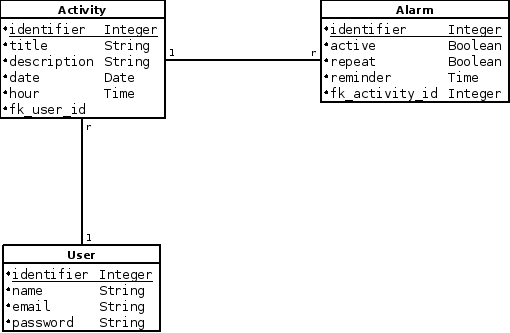 Activity
identifier Integer
title String
description String
date Date
hour Time
fk_user_id
1
r
Alarm
identifier Integer
active Boolean
repeat Boolean
reminder Time
fk_activity_id Integer
r
1
User
identifier Integer
name String
email String
password String